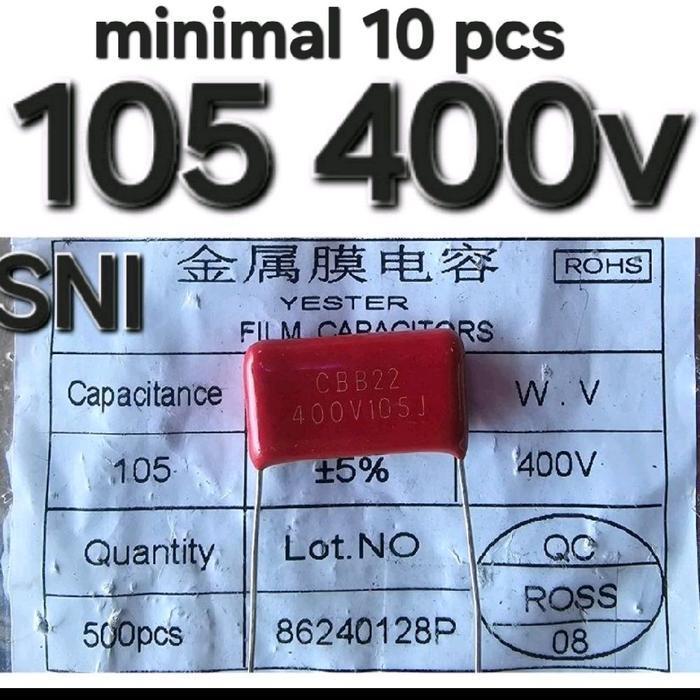 minimal 10 pcs
105 400v
SNI
金属膜电容
ROHS
YESTER
FILM CAPACITORS
CBB22
400V105J
Capacitance
W.V
105
±5%
400V
Quantity
Lot.NO
QC
ROSS
08
500pcs
86240128P